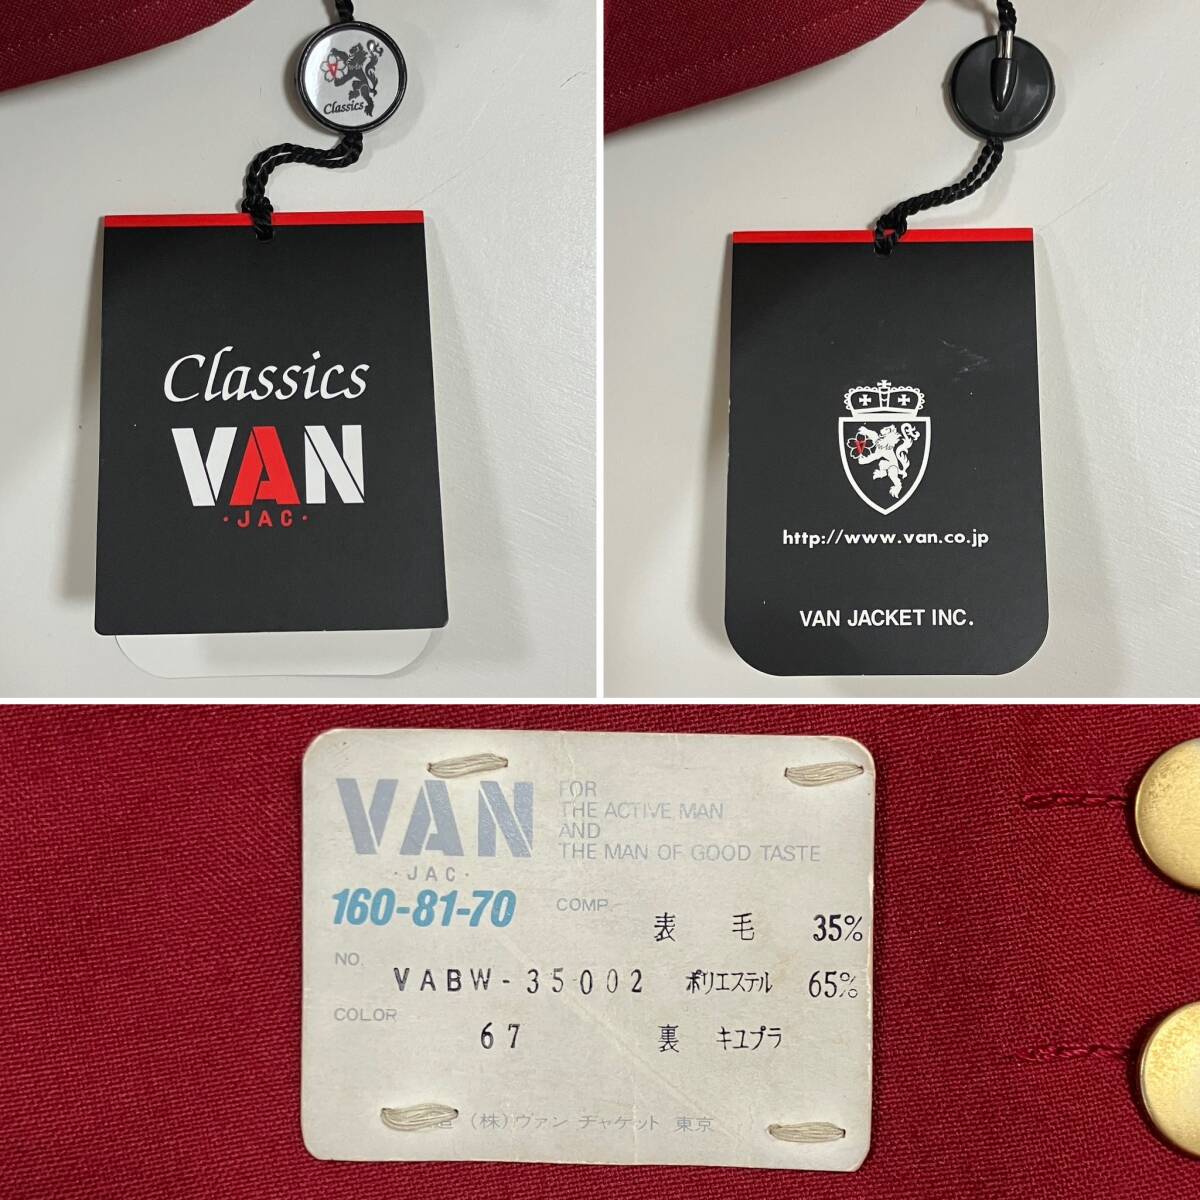 Classics
Classics
VAN
・JAC・
http://www.van.co.jp
VAN JACKET INC.
VAN
・JAC・
FOR
THE ACTIVE MAN
AND
THE MAN OF GOOD TASTE
160-81-70
COMP.
表 毛 35%
NO.
VABW-35-002 ポリエステル 65%
COLOR
67 裏 キュプラ
(株)ヴァン ヂャケット 東京